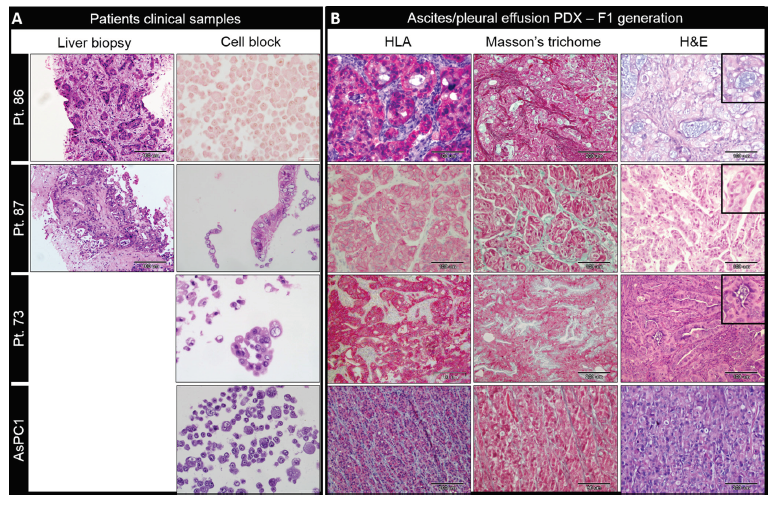 A Patients clinical samples
B Ascites/pleural effusion PDX – F1 generation
Liver biopsy Cell block HLA Masson's trichome H&E
Pt. 86
Pt. 87
Pt. 73
AsPC1